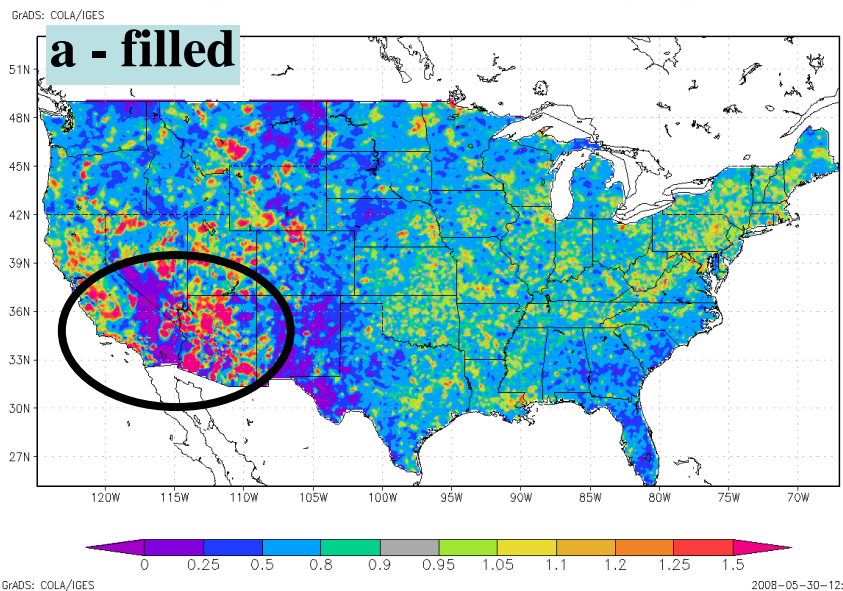 GrADS: COLA/IGES
a - filled
51N
48N
45N
42N
39N
36N
33N
30N
27N
120W 115W 110W 105W 100W 95W 90W 85W 80W 75W 70W
0 0.25 0.5 0.8 0.9 0.95 1.05 1.1 1.2 1.25 1.5
GrADS: COLA/IGES 2008-05-30-12: